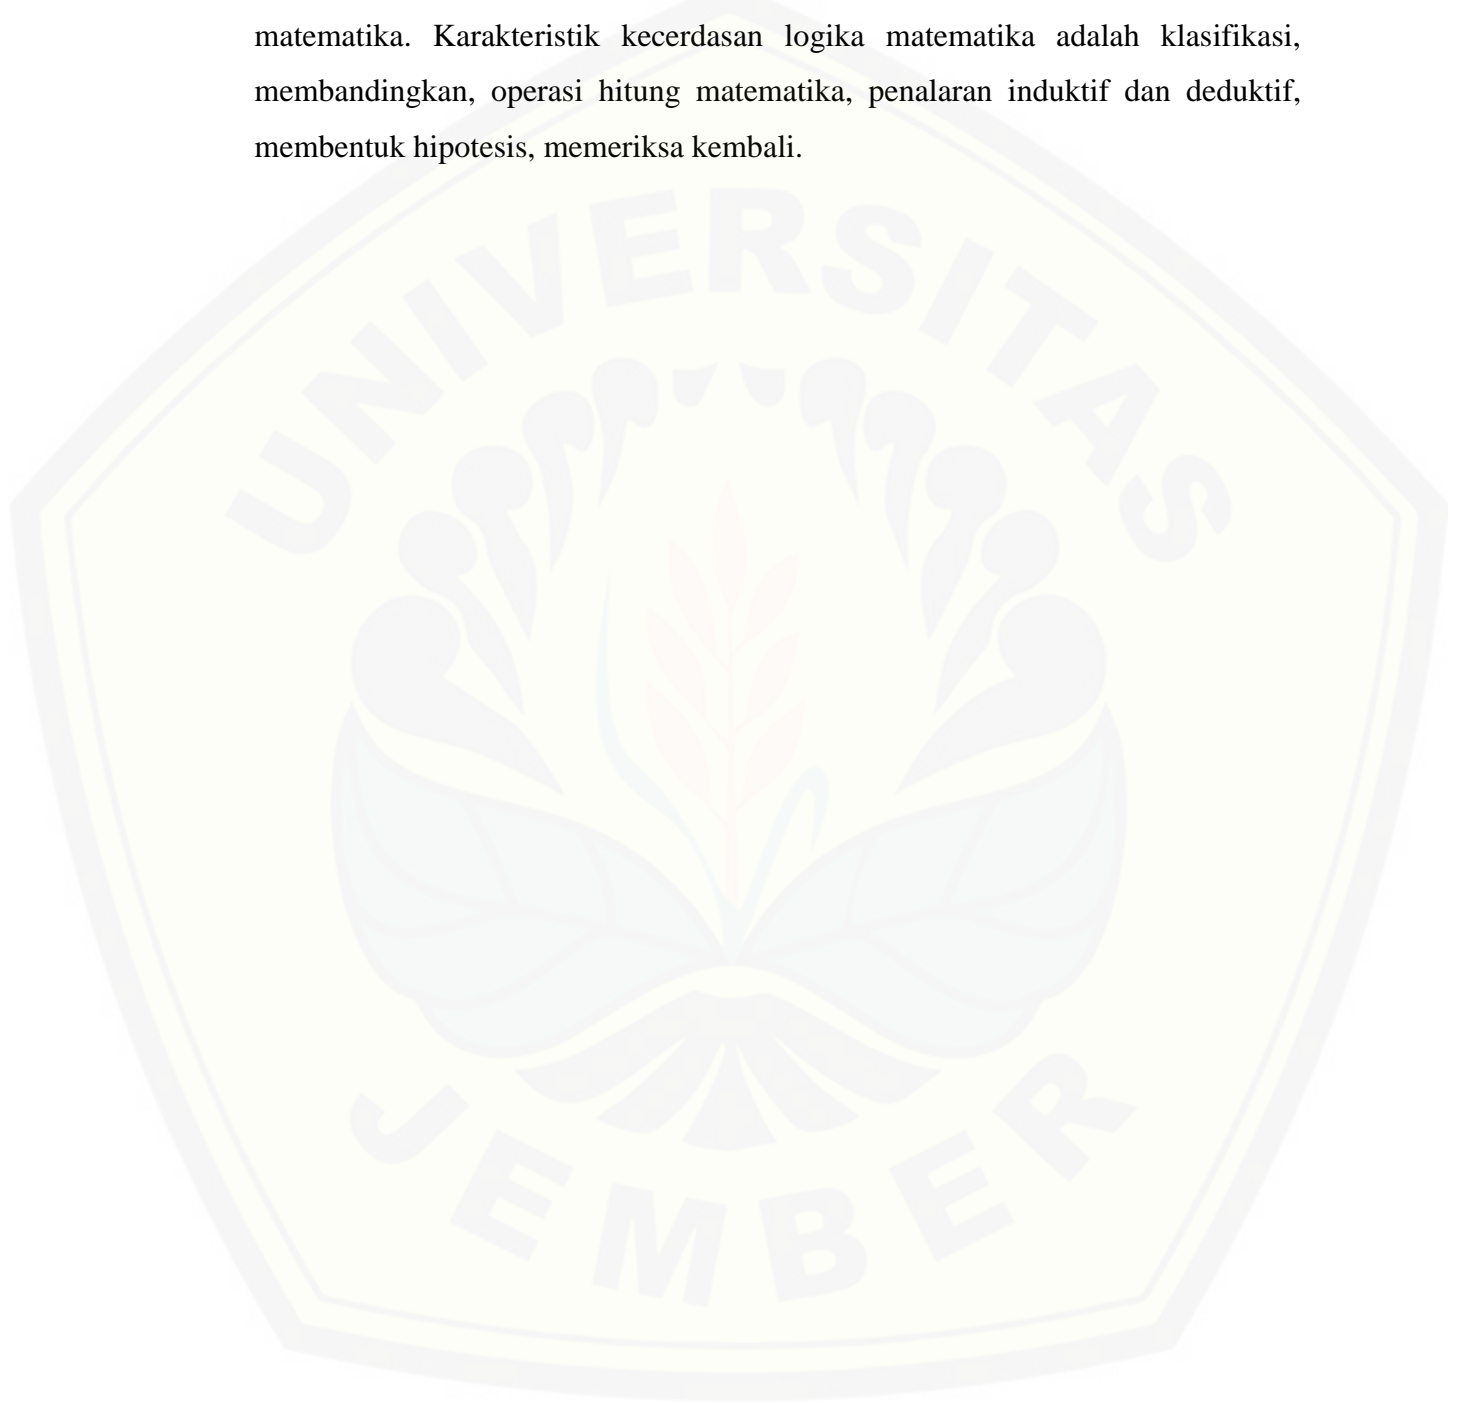 matematika. Karakteristik kecerdasan logika matematika adalah klasifikasi,
membandingkan, operasi hitung matematika, penalaran induktif dan deduktif,
membentuk hipotesis, memeriksa kembali.
UNIVERSITAS
JEMBER